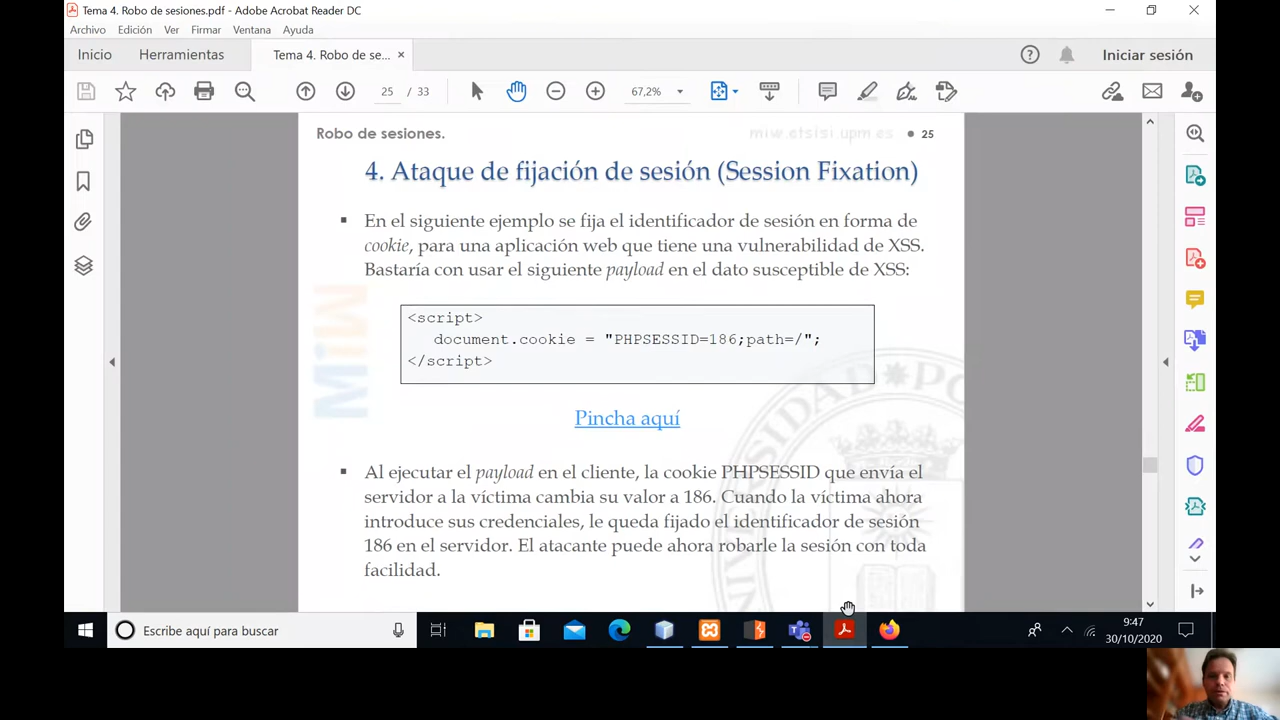 Tema 4. Robo de sesiones.pdf - Adobe Acrobat Reader DC
Archivo Edición Ver Firmar Ventana Ayuda
Inicio Herramientas Tema 4. Robo de se... × Iniciar sesión
25 / 33 67,2%
Robo de sesiones. miw.etsisi.upm.es • 25
4. Ataque de fijación de sesión (Session Fixation)
▪ En el siguiente ejemplo se fija el identificador de sesión en forma de
cookie, para una aplicación web que tiene una vulnerabilidad de XSS.
Bastaría con usar el siguiente payload en el dato susceptible de XSS:
<script>
document.cookie = "PHPSESSID=186;path=/";
</script>
Pincha aquí
▪ Al ejecutar el payload en el cliente, la cookie PHPSESSID que envía el
servidor a la víctima cambia su valor a 186. Cuando la víctima ahora
introduce sus credenciales, le queda fijado el identificador de sesión
186 en el servidor. El atacante puede ahora robarle la sesión con toda
facilidad.
MiW
UNIVERSIDAD PO
Escribe aquí para buscar
9:47
30/10/2020